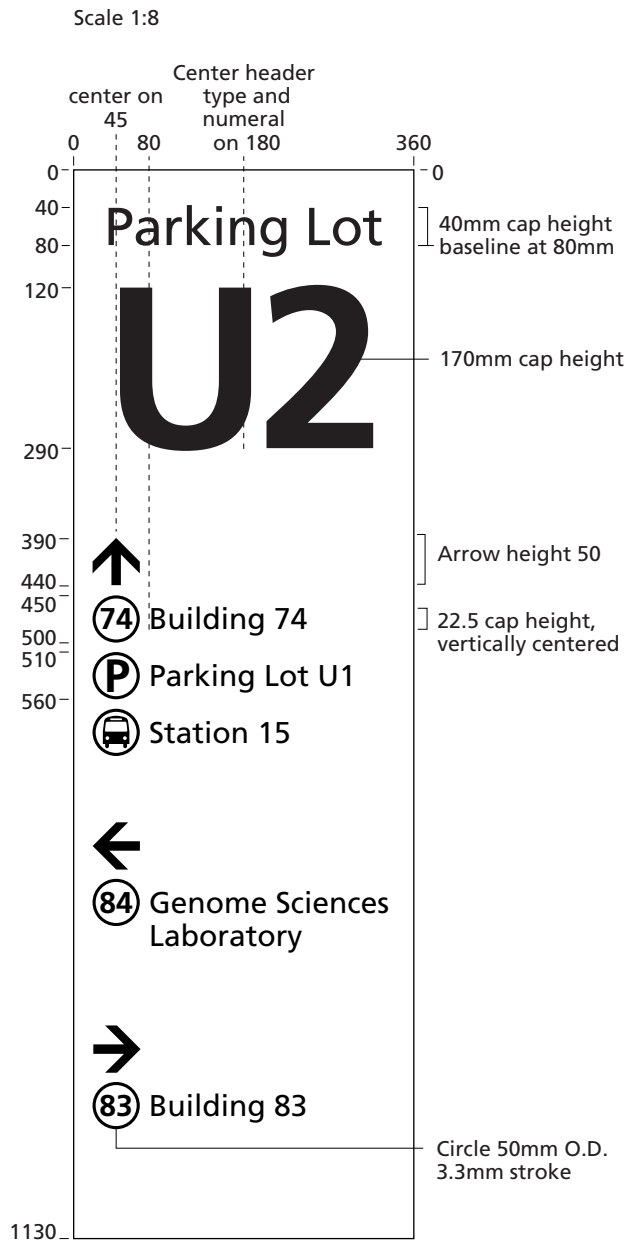 Scale 1:8
Center header
type and
numeral
on 180
center on
45
0
80
360
0
0
40
80
120
290
390
440
450
500
510
560
1130
Parking Lot
U2
40mm cap height
baseline at 80mm
170mm cap height
Arrow height 50
74 Building 74
22.5 cap height,
vertically centered
P Parking Lot U1
Station 15
84 Genome Sciences
Laboratory
83 Building 83
Circle 50mm O.D.
3.3mm stroke